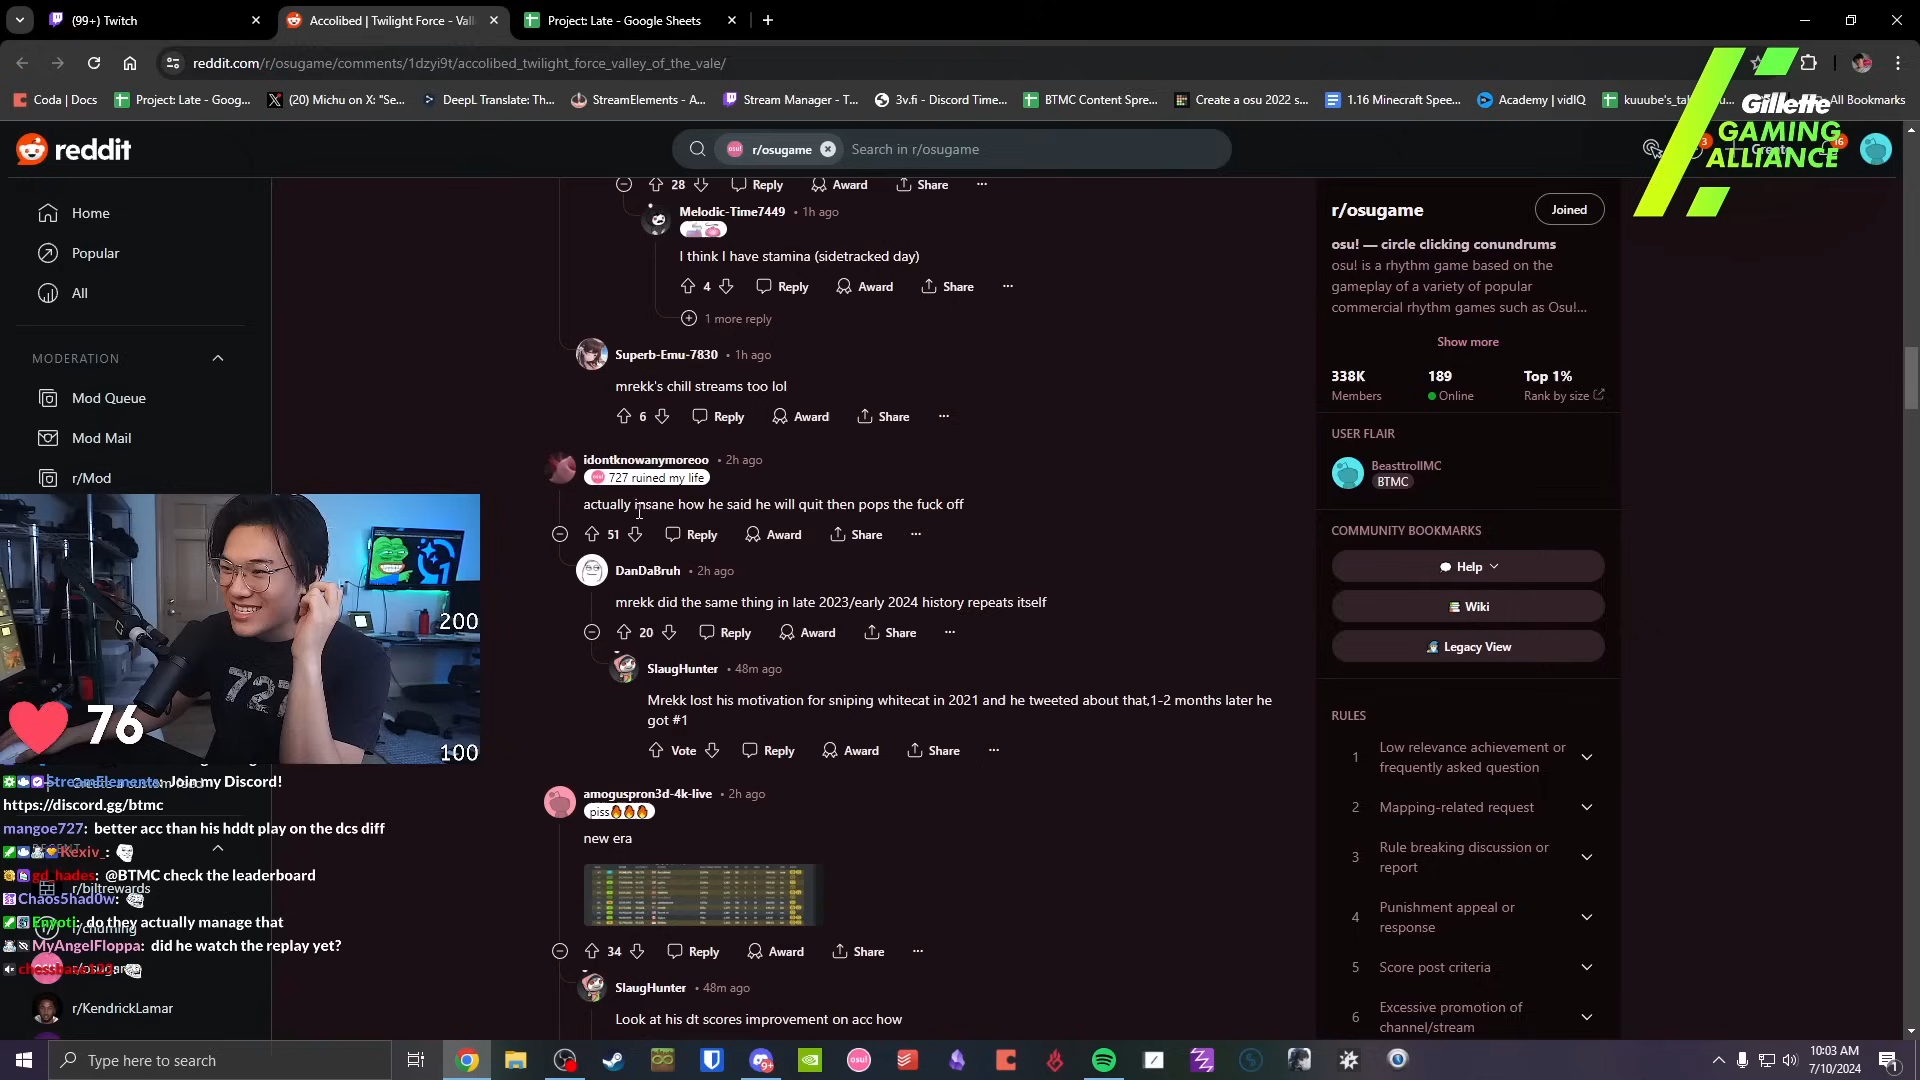 (99+) Twitch
Accolibed | Twilight Force - Vall
Project: Late - Google Sheets
reddit.com/r/osugame/comments/1dzyi9t/accolibed_twilight_force_valley_of_the_vale/
Coda | Docs
Project: Late - Goog...
(20) Michu on X: "Se...
DeepL Translate: Th...
StreamElements - A...
Stream Manager - T...
3v.fi - Discord Time...
BTMC Content Spre...
Create a osu 2022 s...
1.16 Minecraft Spee...
Academy | vidIQ
kuuube's_tal
All Bookmarks
Gillette
GAMING
ALLIANCE
reddit
osu!
r/osugame
Search in r/osugame
3
Create
16
Home
Popular
All
MODERATION
Mod Queue
Mod Mail
r/Mod
28
Reply
Award
Share
Melodic-Time7449 • 1h ago
I think I have stamina (sidetracked day)
4
Reply
Award
Share
1 more reply
Superb-Emu-7830 • 1h ago
mrekk's chill streams too lol
6
Reply
Award
Share
idontknowanymoreoo • 2h ago
727 ruined my life
actually insane how he said he will quit then pops the fuck off
51
Reply
Award
Share
DanDaBruh • 2h ago
mrekk did the same thing in late 2023/early 2024 history repeats itself
20
Reply
Award
Share
SlaugHunter • 48m ago
Mrekk lost his motivation for sniping whitecat in 2021 and he tweeted about that,1-2 months later he
got #1
Vote
Reply
Award
Share
amoguspron3d-4k-live • 2h ago
piss🔥🔥🔥
new era
34
Reply
Award
Share
SlaugHunter • 48m ago
Look at his dt scores improvement on acc how
r/osugame
Joined
osu! — circle clicking conundrums
osu! is a rhythm game based on the
gameplay of a variety of popular
commercial rhythm games such as Osu!...
Show more
338K
Members
189
Online
Top 1%
Rank by size
USER FLAIR
BeasttrollMC
BTMC
COMMUNITY BOOKMARKS
Help
Wiki
Legacy View
RULES
1 Low relevance achievement or
frequently asked question
2 Mapping-related request
3 Rule breaking discussion or
report
4 Punishment appeal or
response
5 Score post criteria
6 Excessive promotion of
channel/stream
727
200
100
76
StreamElements: Join my Discord!
https://discord.gg/btmc
mangoe727: better acc than his hddt play on the dcs diff
Kexiv_:
gd_hades: @BTMC check the leaderboard
r/biltrewards
Chaos5had0w:
Enyoti: do they actually manage that
r/churning
MyAngelFloppa: did he watch the replay yet?
r/KendrickLamar
Type here to search
9+
osu!
10:03 AM
7/10/2024
1